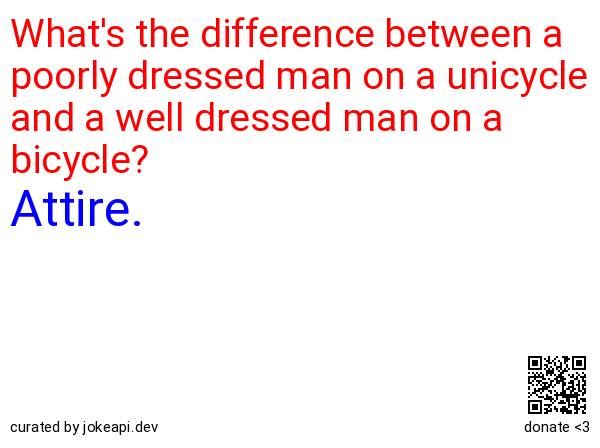 What's the difference between a
poorly dressed man on a unicycle
and a well dressed man on a
bicycle?
Attire.
curated by jokeapi.dev
donate <3